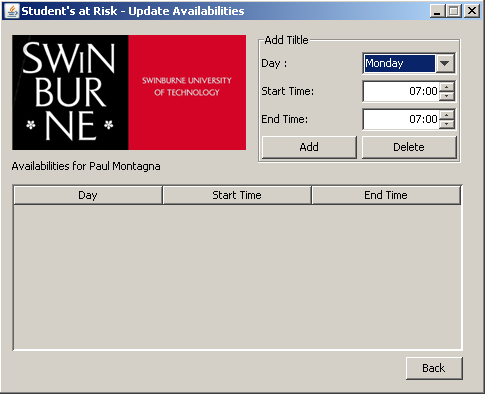 Student's at Risk - Update Availabilities
SWiN
BUR
NE
SWINBURNE UNIVERSITY
OF TECHNOLOGY
Add Tiltle
Day :
Monday
Start Time:
07:00
End Time:
07:00
Add
Delete
Availabilities for Paul Montagna
Day
Start Time
End Time
Back